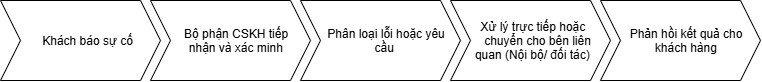 Khách báo sự cố
Bộ phận CSKH tiếp
nhận và xác minh
Phân loại lỗi hoặc yêu
cầu
Xử lý trực tiếp hoặc
chuyển cho bên liên
quan (Nội bộ/ đối tác)
Phản hồi kết quả cho
khách hàng